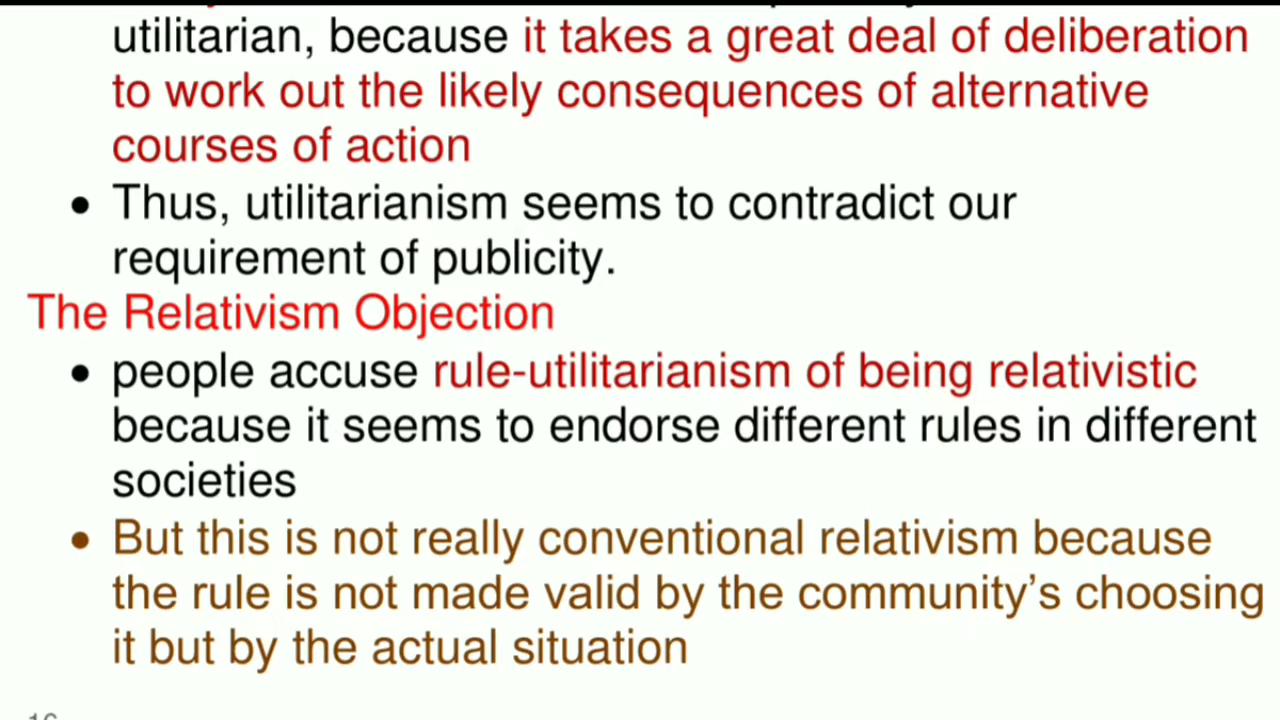 utilitarian, because it takes a great deal of deliberation
to work out the likely consequences of alternative
courses of action
• Thus, utilitarianism seems to contradict our
requirement of publicity.
The Relativism Objection
• people accuse rule-utilitarianism of being relativistic
because it seems to endorse different rules in different
societies
• But this is not really conventional relativism because
the rule is not made valid by the community's choosing
it but by the actual situation